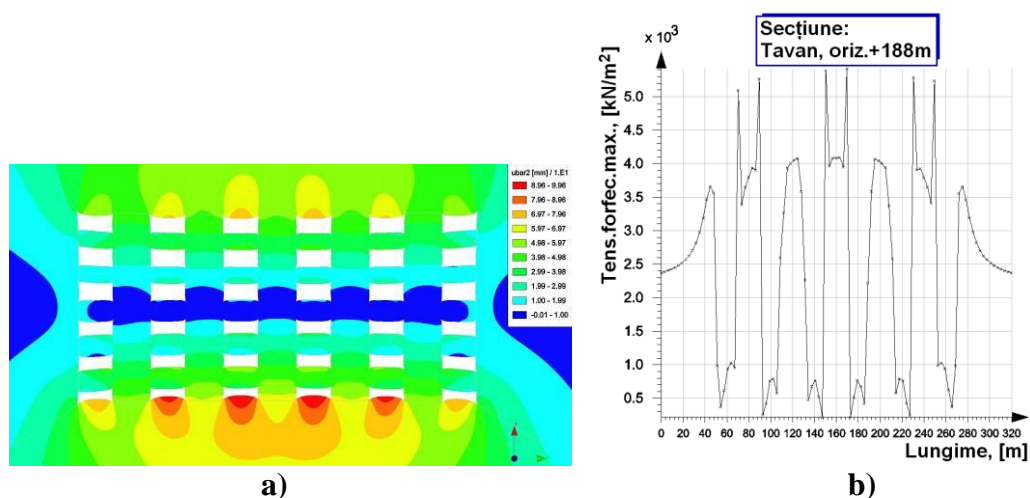 ubar2 [mm] / 1.E1
8.96 - 9.96
7.96 - 8.96
6.97 - 7.96
5.97 - 6.97
4.98 - 5.97
3.98 - 4.98
2.99 - 3.98
1.99 - 2.99
1.00 - 1.99
-0.01 - 1.00
a)
Secțiune:
Tavan, oriz.+188m
x 10³
Tens.forfec.max., [kN/m²]
5.0
4.5
4.0
3.5
3.0
2.5
2.0
1.5
1.0
0.5
0 20 40 60 80 100 120 140 160 180 200 220 240 260 280 300 320
Lungime, [m]
b)